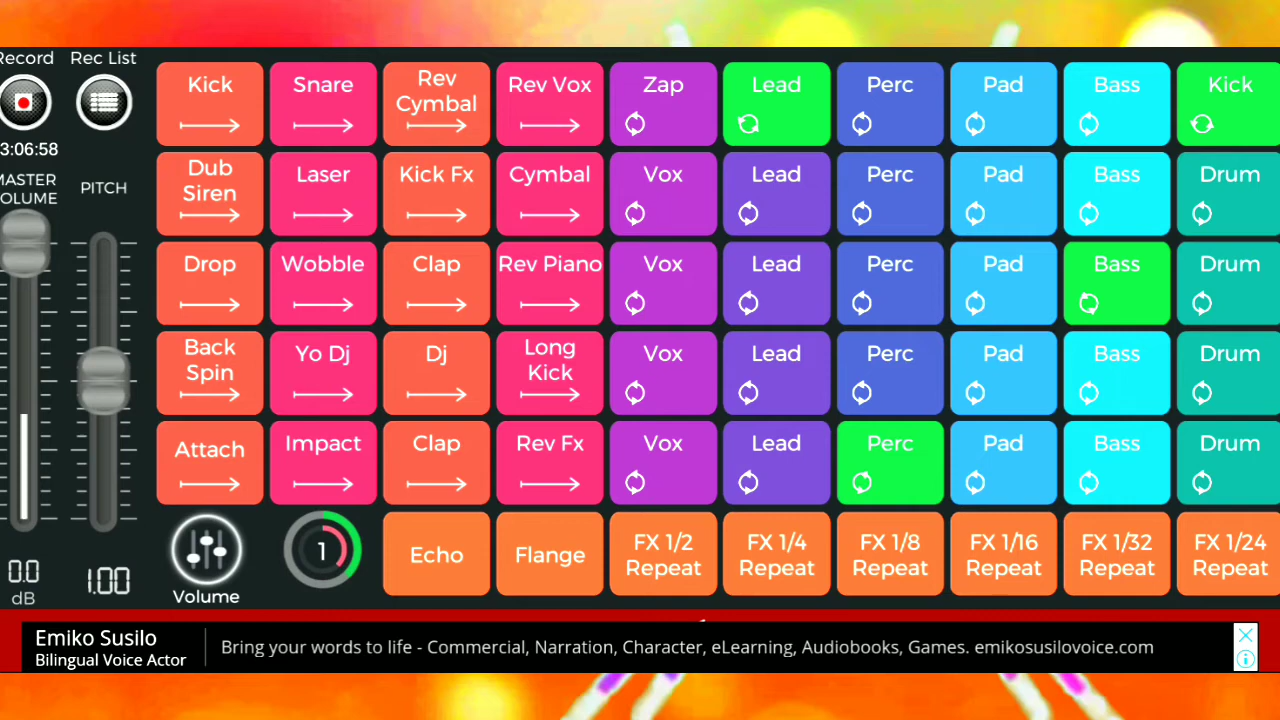 Record
Rec List
3:06:58
MASTER
VOLUME
PITCH
0.0
dB
1.00
Kick
Snare
Rev
Cymbal
Rev Vox
Zap
Lead
Perc
Pad
Bass
Kick
Dub
Siren
Laser
Kick Fx
Cymbal
Vox
Lead
Perc
Pad
Bass
Drum
Drop
Wobble
Clap
Rev Piano
Vox
Lead
Perc
Pad
Bass
Drum
Back
Spin
Yo Dj
Dj
Long
Kick
Vox
Lead
Perc
Pad
Bass
Drum
Attach
Impact
Clap
Rev Fx
Vox
Lead
Perc
Pad
Bass
Drum
Volume
1
Echo
Flange
FX 1/2
Repeat
FX 1/4
Repeat
FX 1/8
Repeat
FX 1/16
Repeat
FX 1/32
Repeat
FX 1/24
Repeat
Emiko Susilo
Bilingual Voice Actor
Bring your words to life - Commercial, Narration, Character, eLearning, Audiobooks, Games. emikosusilovoice.com